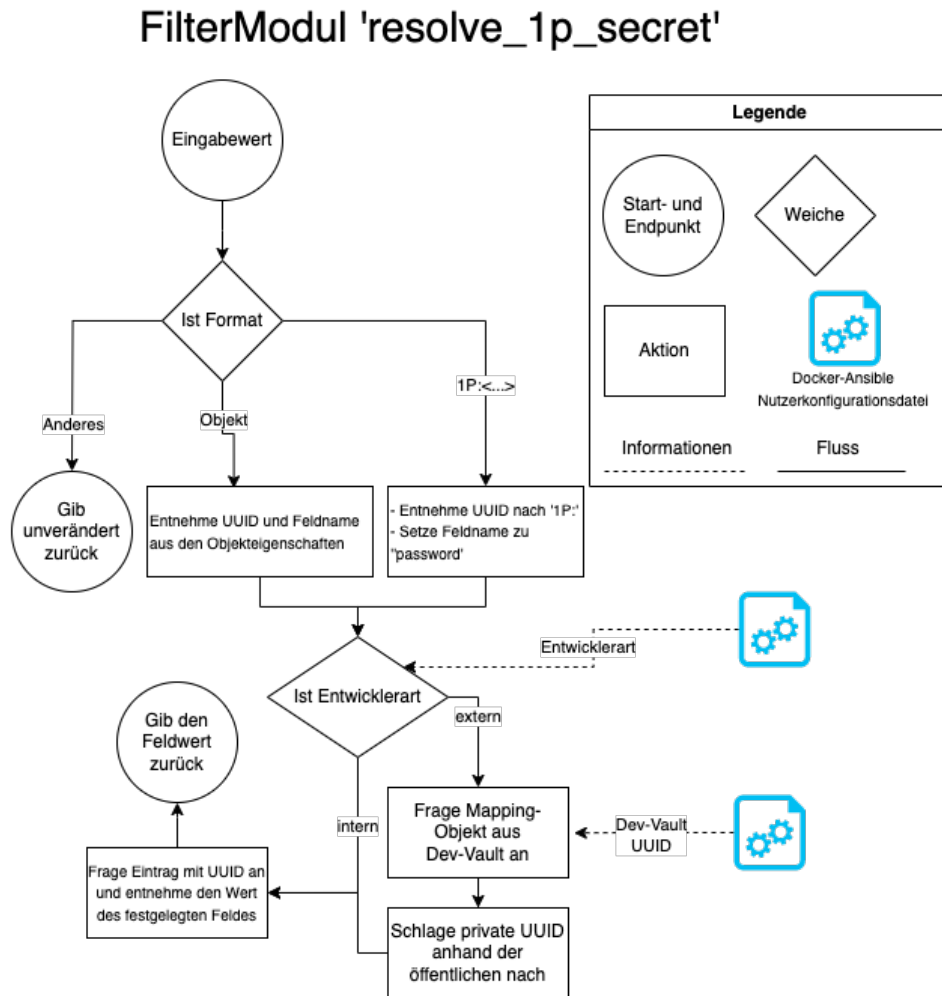 FilterModul 'resolve_1p_secret'
Eingabewert
Legende
Start- und
Endpunkt
Weiche
Ist Format
Aktion
Docker-Ansible
Nutzerkonfigurationsdatei
1P:<...>
Anderes
Objekt
Informationen
Fluss
Gib
unverändert
zurück
Entnehme UUID und Feldname
aus den Objekteigenschaften
- Entnehme UUID nach '1P:'
- Setze Feldname zu
"password'
Entwicklerart
Ist Entwicklerart
Gib den
Feldwert
zurück
extern
intern
Frage Mapping-
Objekt aus
Dev-Vault an
Dev-Vault
UUID
Frage Eintrag mit UUID an
und entnehme den Wert
des festgelegten Feldes
Schlage private UUID
anhand der
öffentlichen nach